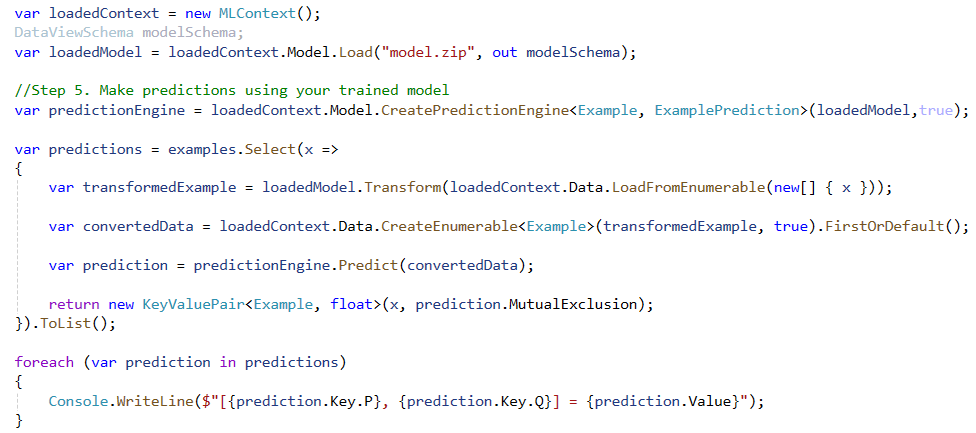 var loadedContext = new MLContext();
DataViewSchema modelSchema;
var loadedModel = loadedContext.Model.Load("model.zip", out modelSchema);
//Step 5. Make predictions using your trained model
var predictionEngine = loadedContext.Model.CreatePredictionEngine<Example, ExamplePrediction>(loadedModel,true);
var predictions = examples.Select(x =>
{
    var transformedExample = loadedModel.Transform(loadedContext.Data.LoadFromEnumerable(new[] { x }));
    var convertedData = loadedContext.Data.CreateEnumerable<Example>(transformedExample, true).FirstOrDefault();
    var prediction = predictionEngine.Predict(convertedData);
    return new KeyValuePair<Example, float>(x, prediction.MutualExclusion);
}).ToList();
foreach (var prediction in predictions)
{
    Console.WriteLine($"[{prediction.Key.P}, {prediction.Key.Q}] = {prediction.Value}");
}